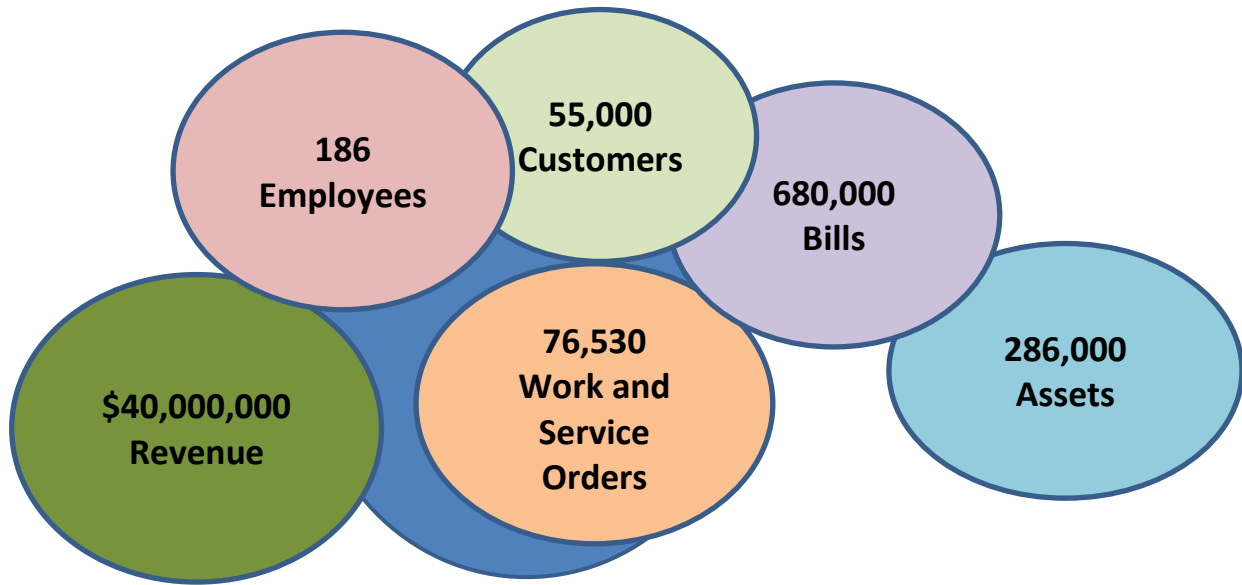 186
Employees
55,000
Customers
680,000
Bills
$40,000,000
Revenue
76,530
Work and
Service
Orders
286,000
Assets